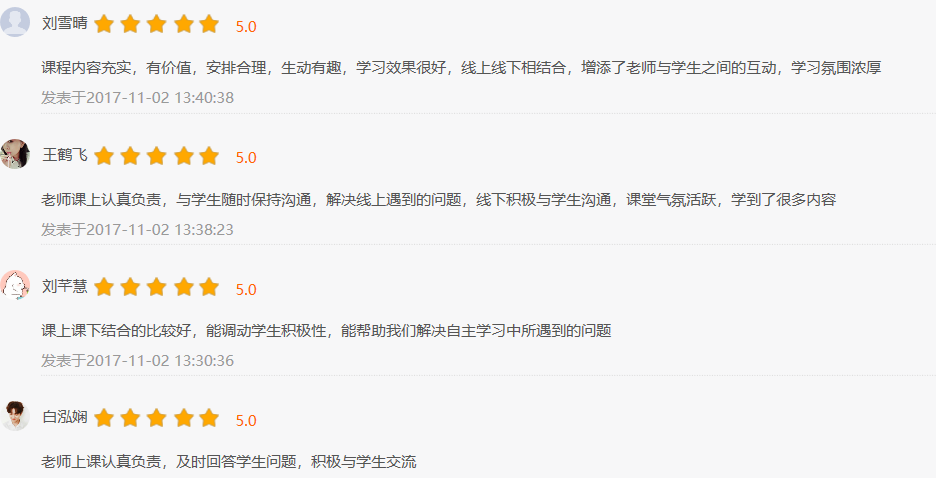 刘雪晴 5.0
课程内容充实，有价值，安排合理，生动有趣，学习效果很好，线上线下相结合，增添了老师与学生之间的互动，学习氛围浓厚
发表于2017-11-02 13:40:38
王鹤飞 5.0
老师课上认真负责，与学生随时保持沟通，解决线上遇到的问题，线下积极与学生沟通，课堂气氛活跃，学到了很多内容
发表于2017-11-02 13:38:23
刘芊慧 5.0
课上课下结合的比较好，能调动学生积极性，能帮助我们解决自主学习中所遇到的问题
发表于2017-11-02 13:30:36
白泓娴 5.0
老师上课认真负责，及时回答学生问题，积极与学生交流